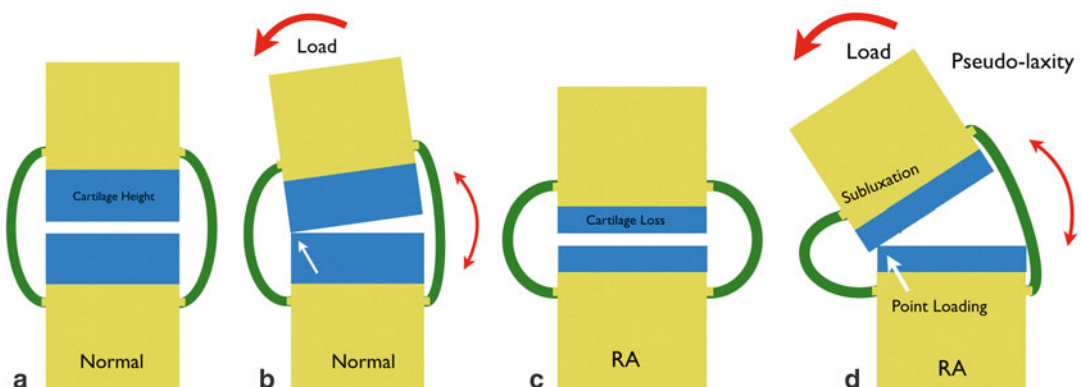 Cartilage Height
Normal
a
Load
Normal
b
Cartilage Loss
RA
c
Load
Pseudo-laxity
Subluxation
Point Loading
RA
d